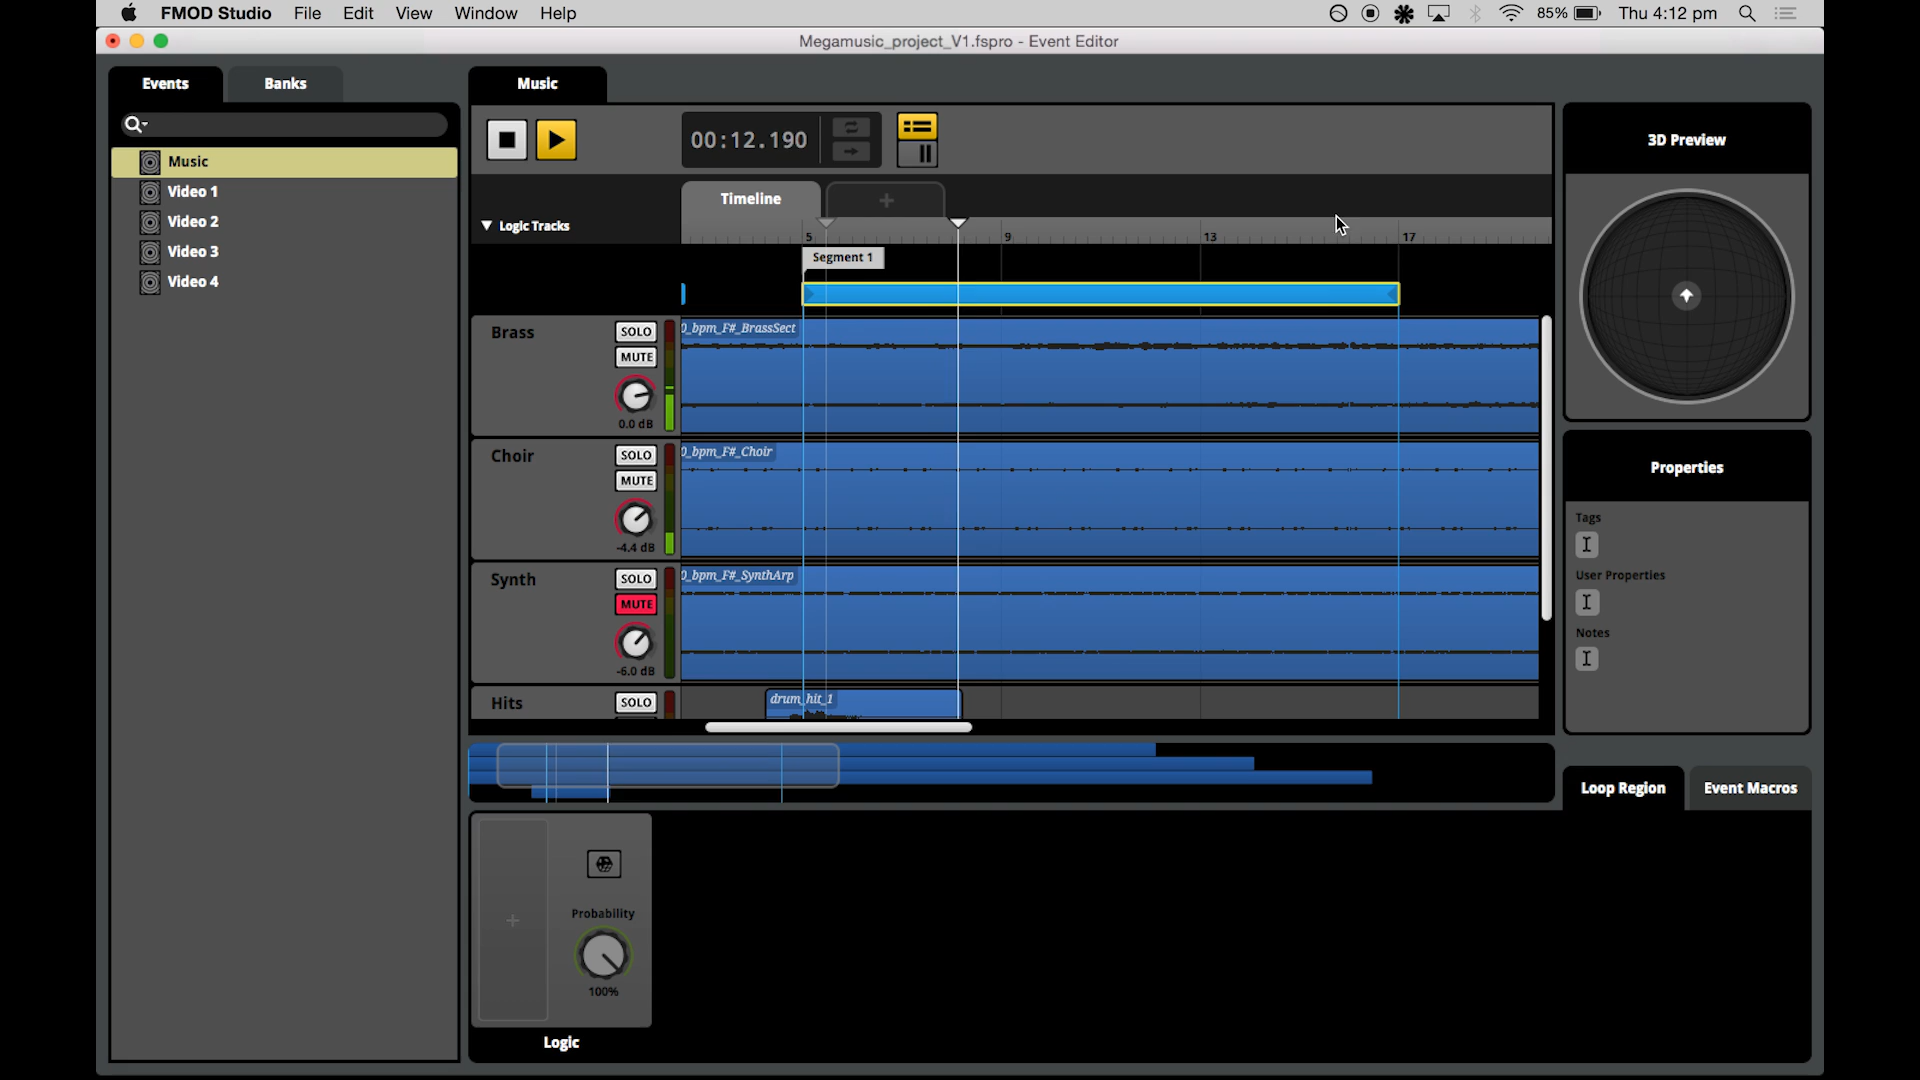 FMOD Studio File Edit View Window Help 85% Thu 4:12 pm
Megamusic_project_V1.fspro - Event Editor
Events Banks Music
Music
Video 1
Video 2
Video 3
Video 4
00:12.190
Timeline +
Logic Tracks
5 9 13 17
Segment 1
Brass SOLO 0_bpm_F#_BrassSect
MUTE
0.0 dB
Choir SOLO 0_bpm_F#_Choir
MUTE
-4.4 dB
Synth SOLO 0_bpm_F#_SynthArp
MUTE
-6.0 dB
Hits SOLO drum_hit_1
3D Preview
Properties
Tags
User Properties
Notes
Loop Region Event Macros
+
Probability
100%
Logic